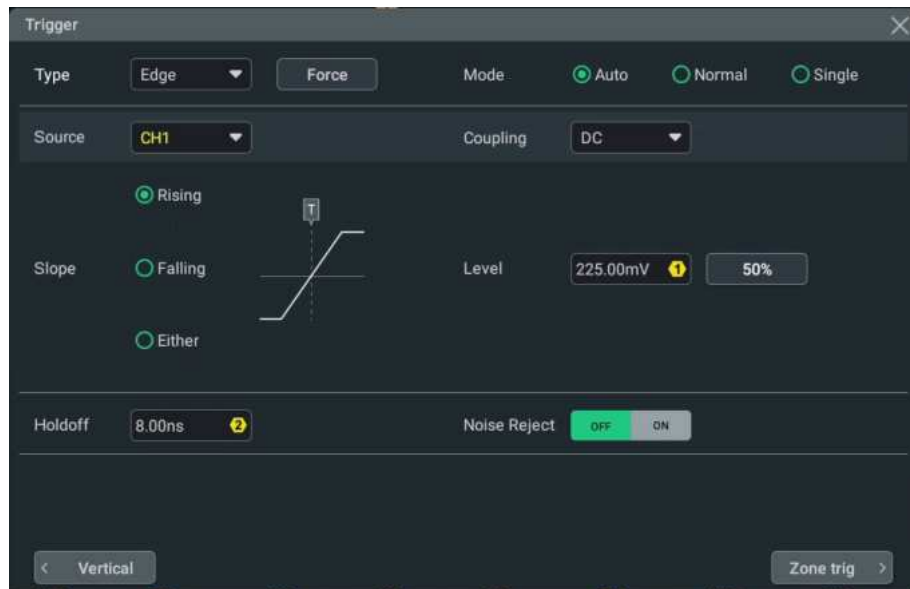 Trigger
Type Edge Force Mode Auto Normal Single
Source CH1 Coupling DC
Rising
T
Slope Falling Level 225.00mV 1 50%
Either
Holdoff 8.00ns 2 Noise Reject OFF ON
< Vertical Zone trig >